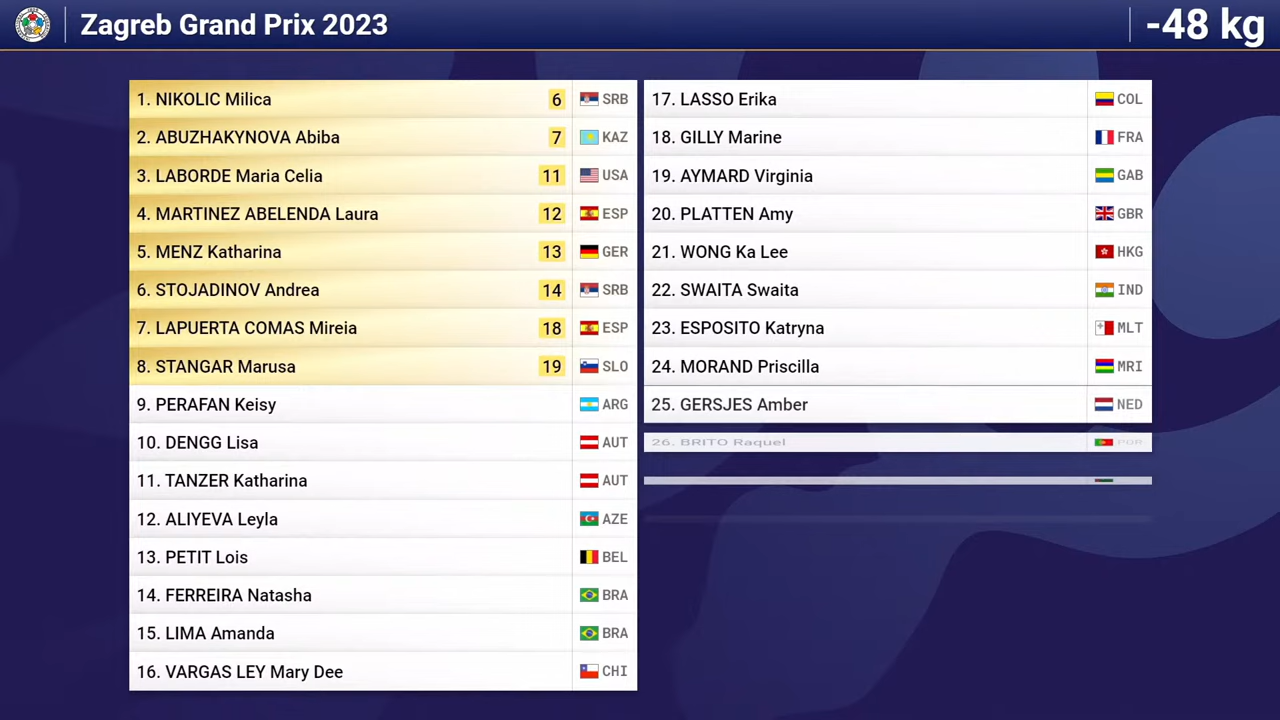 Zagreb Grand Prix 2023
-48 kg
1. NIKOLIC Milica 6 SRB
2. ABUZHAKYNOVA Abiba 7 KAZ
3. LABORDE Maria Celia 11 USA
4. MARTINEZ ABELENDA Laura 12 ESP
5. MENZ Katharina 13 GER
6. STOJADINOV Andrea 14 SRB
7. LAPUERTA COMAS Mireia 18 ESP
8. STANGAR Marusa 19 SLO
9. PERAFAN Keisy ARG
10. DENGG Lisa AUT
11. TANZER Katharina AUT
12. ALIYEVA Leyla AZE
13. PETIT Lois BEL
14. FERREIRA Natasha BRA
15. LIMA Amanda BRA
16. VARGAS LEY Mary Dee CHI
17. LASSO Erika COL
18. GILLY Marine FRA
19. AYMARD Virginia GAB
20. PLATTEN Amy GBR
21. WONG Ka Lee HKG
22. SWAITA Swaita IND
23. ESPOSITO Katryna MLT
24. MORAND Priscilla MRI
25. GERSJES Amber NED
26. BRITO Raquel POR